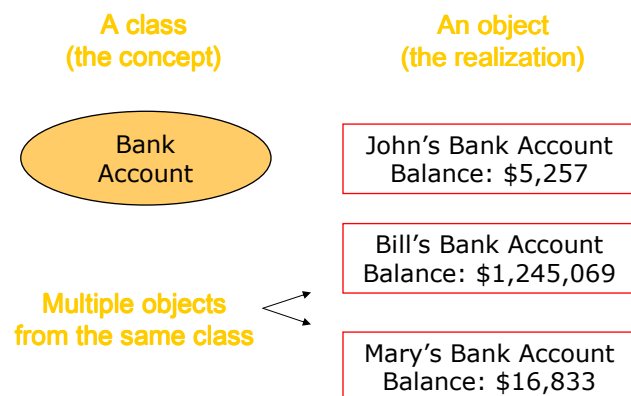 A class
(the concept)
An object
(the realization)
Bank
Account
John's Bank Account
Balance: $5,257
Bill's Bank Account
Balance: $1,245,069
Multiple objects
from the same class
Mary's Bank Account
Balance: $16,833